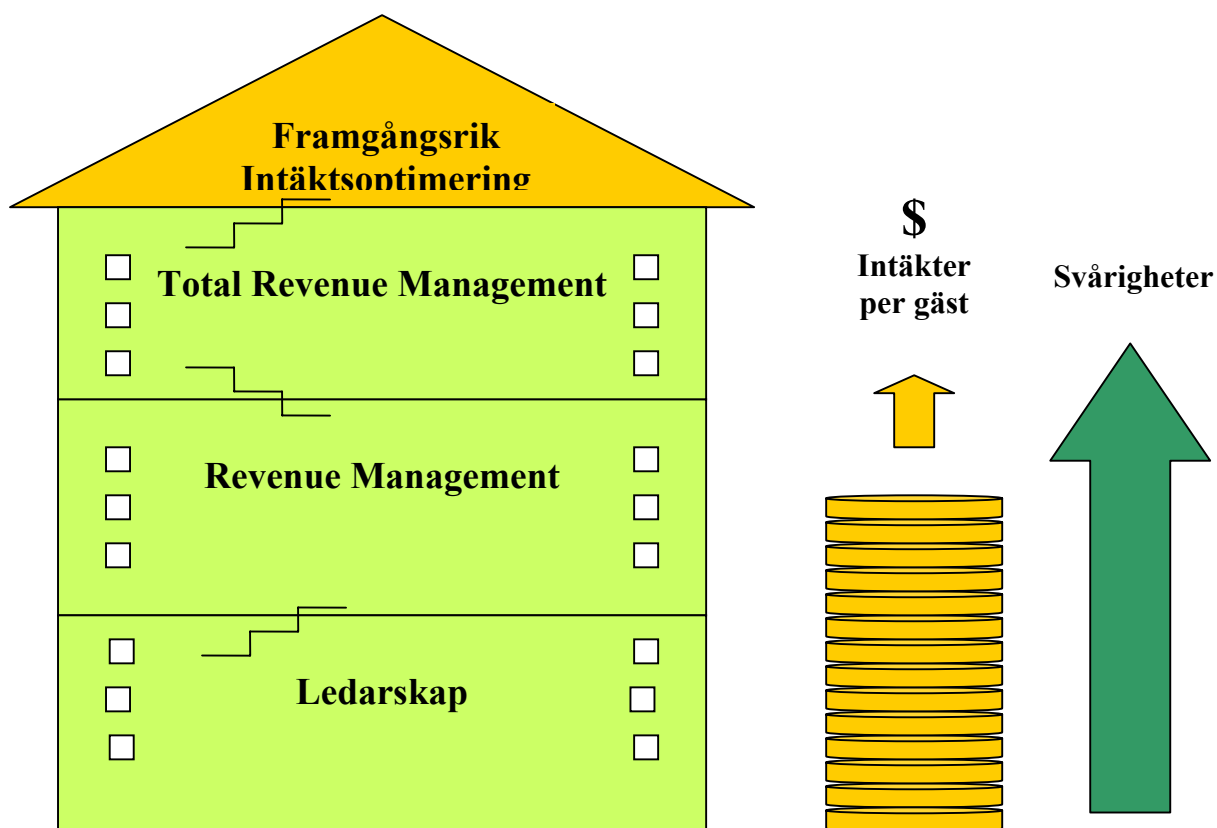 Framgångsrik
Intäktsoptimering
Total Revenue Management
Revenue Management
Ledarskap
$
Intäkter
per gäst
Svårigheter